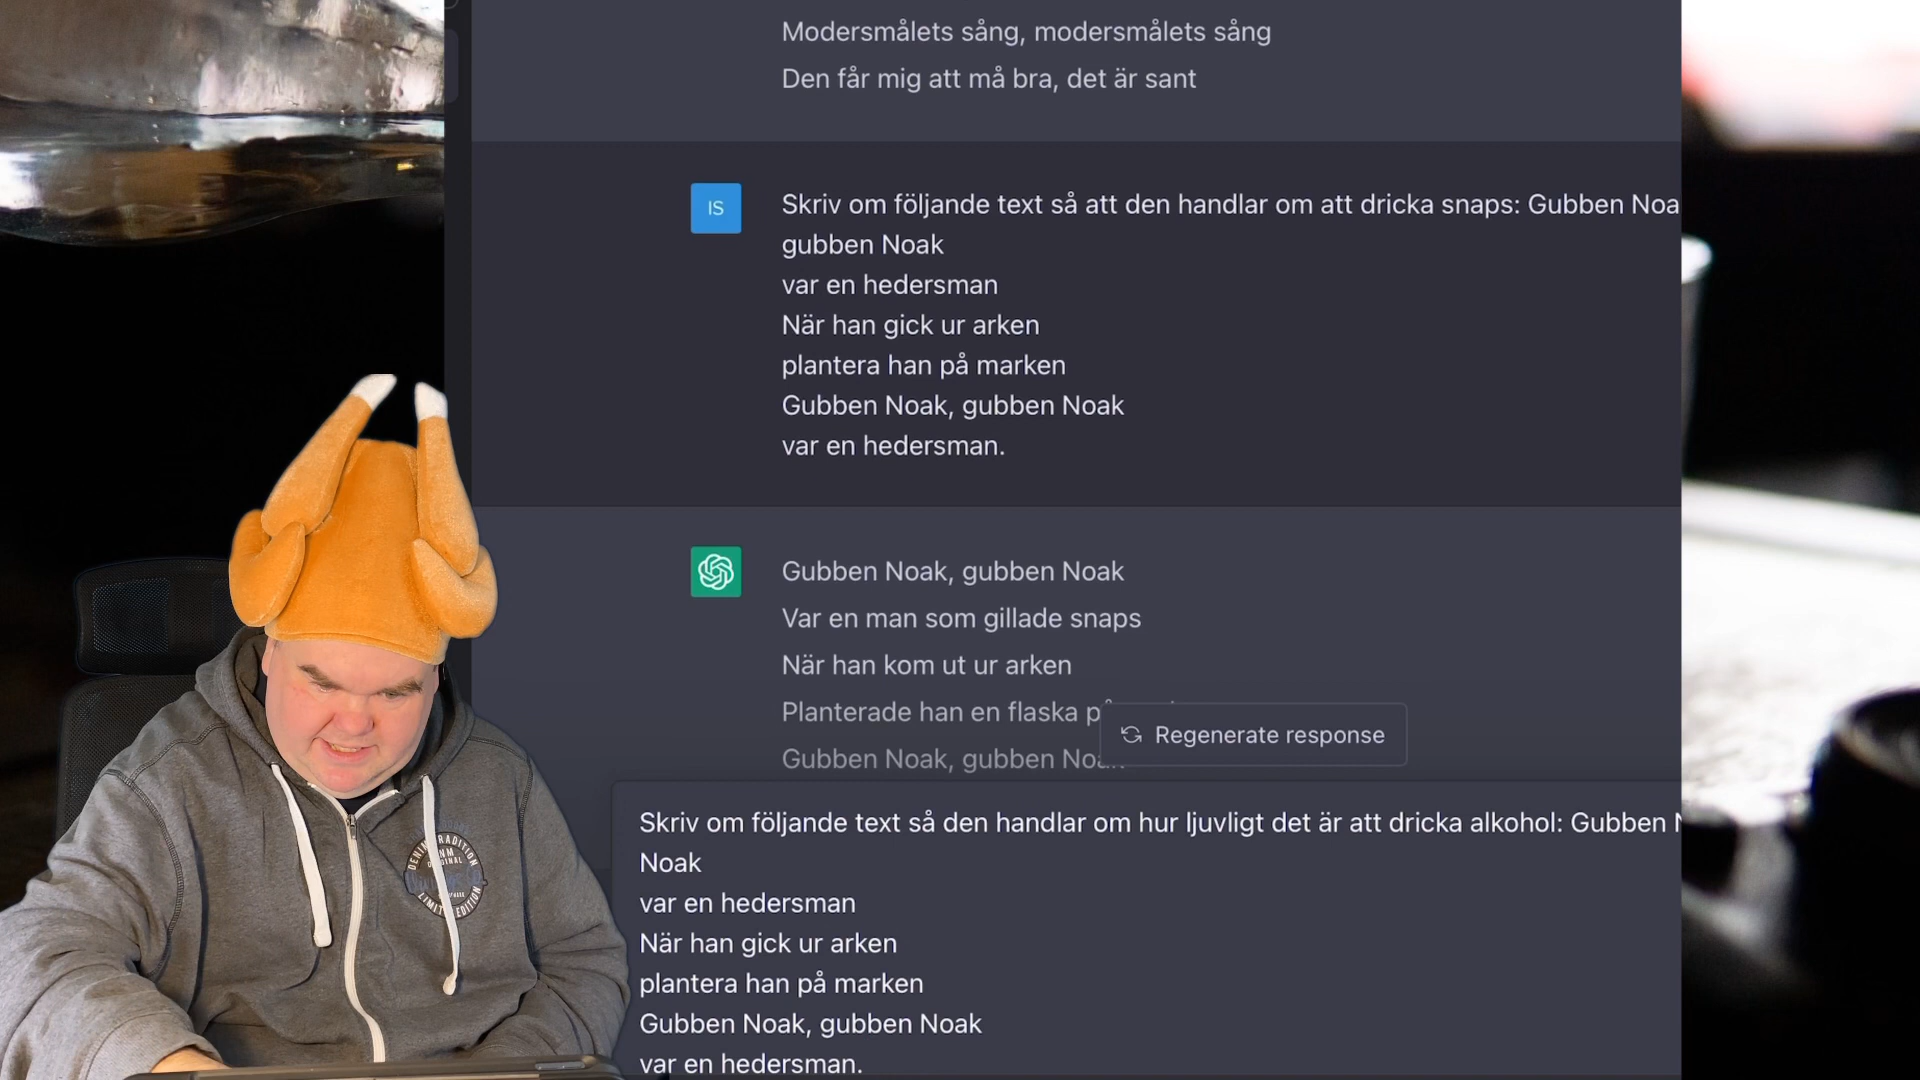 Modersmålets sång, modersmålets sång
Den får mig att må bra, det är sant
IS
Skriv om följande text så att den handlar om att dricka snaps: Gubben Noa
gubben Noak
var en hedersman
När han gick ur arken
plantera han på marken
Gubben Noak, gubben Noak
var en hedersman.
Gubben Noak, gubben Noak
Var en man som gillade snaps
När han kom ut ur arken
Planterade han en flaska
Regenerate response
Gubben Noak, gubben
Skriv om följande text så den handlar om hur ljuvligt det är att dricka alkohol: Gubben
Noak
var en hedersman
När han gick ur arken
plantera han på marken
Gubben Noak, gubben Noak
var en hedersman.